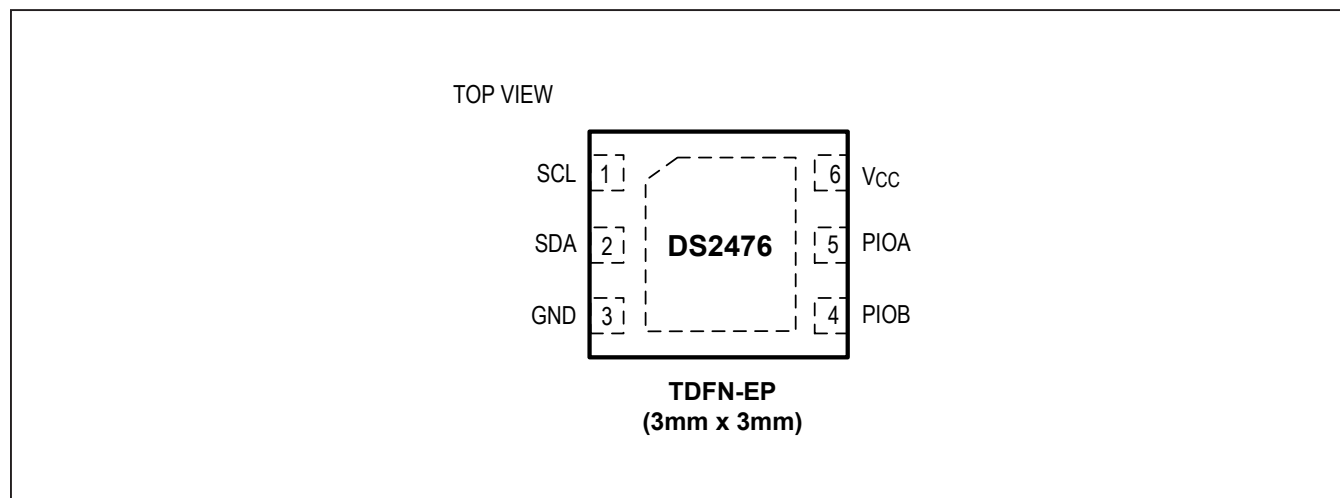 TOP VIEW
SCL 1 6 VCC
SDA 2 DS2476 5 PIOA
GND 3 4 PIOB
TDFN-EP
(3mm x 3mm)